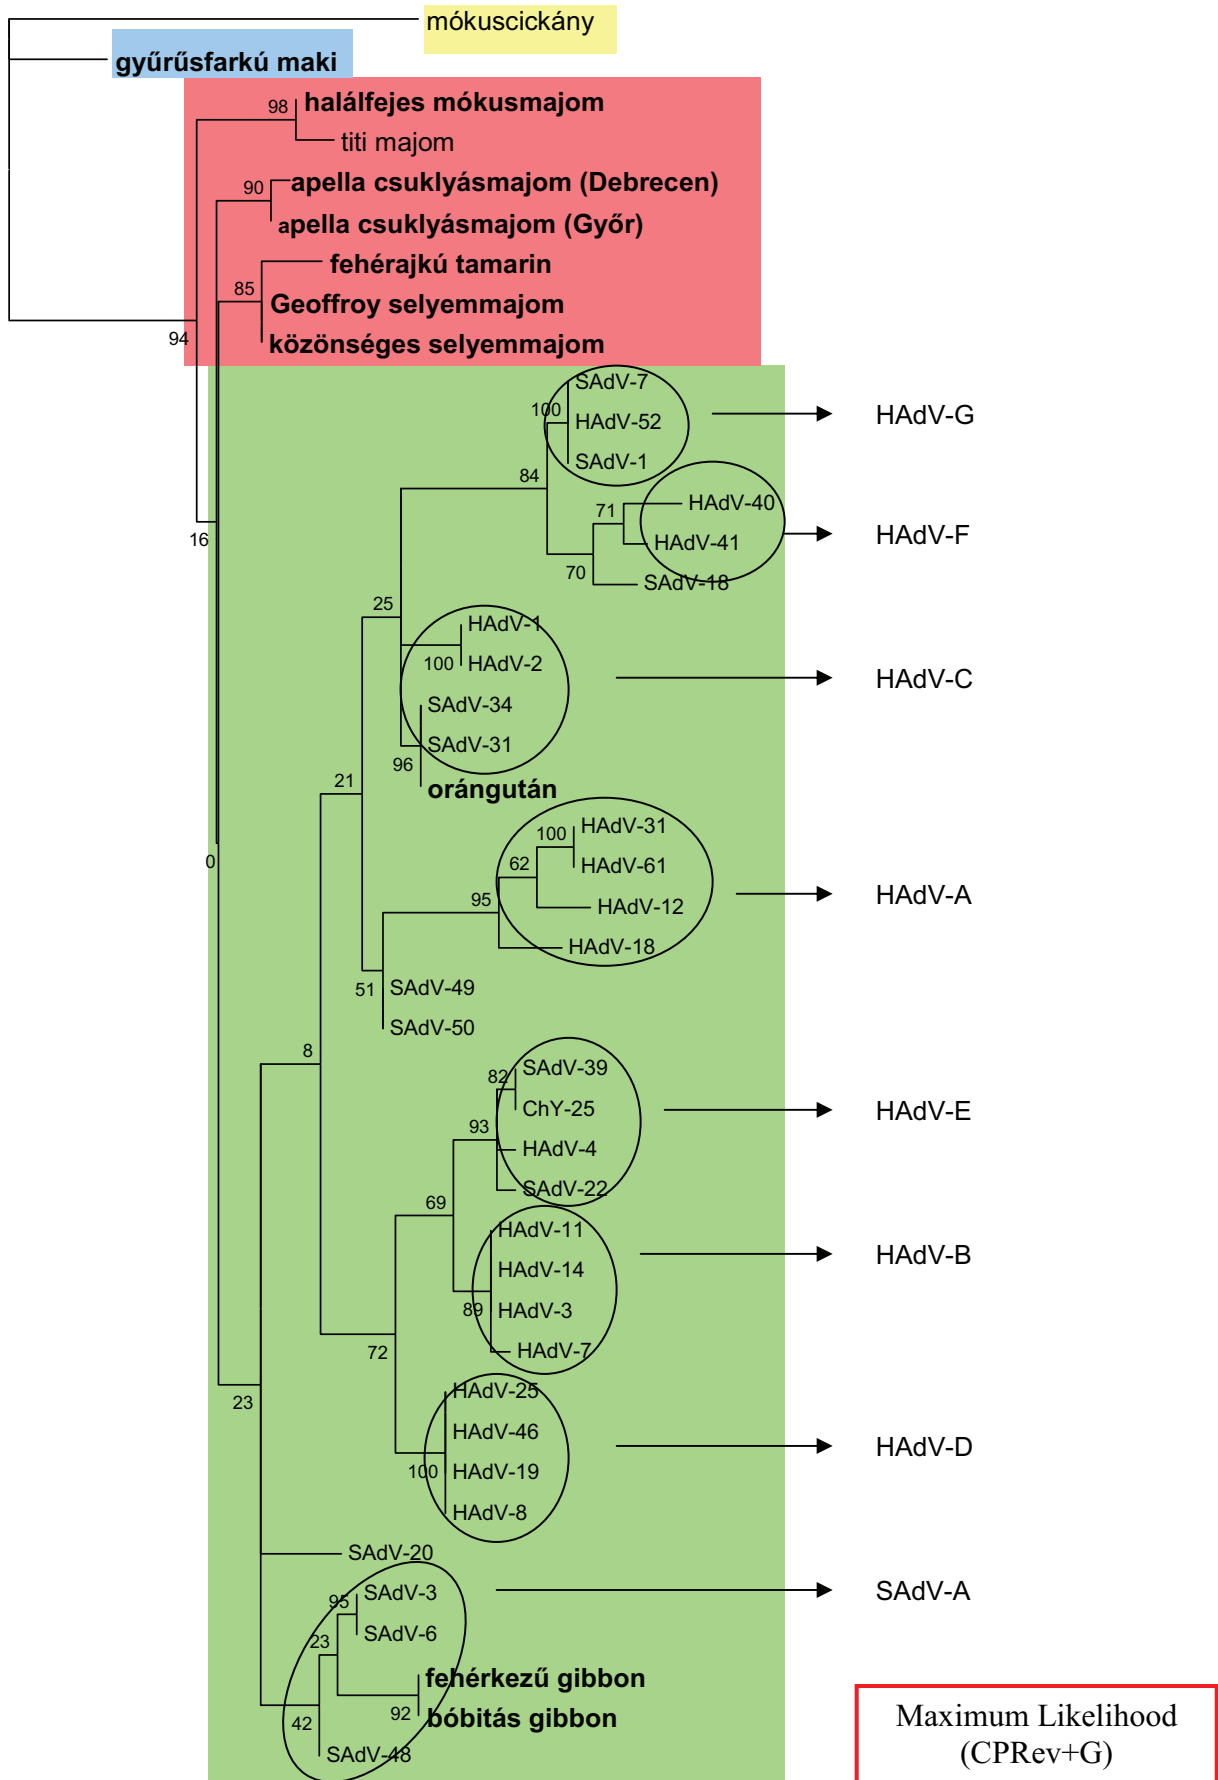 mókuscickány
gyűrűsfarkú maki
98
halálfejes mókusmajom
titi majom
90
apella csuklyásmajom (Debrecen)
apella csuklyásmajom (Győr)
fehérajkú tamarin
85
Geoffroy selyemmajom
közönséges selyemmajom
94
SAdV-7
100
HAdV-52
HAdV-G
SAdV-1
84
HAdV-40
71
HAdV-41
HAdV-F
16
70
SAdV-18
25
HAdV-1
100
HAdV-2
HAdV-C
SAdV-34
SAdV-31
96
21
orángután
HAdV-31
100
62
HAdV-61
0
95
HAdV-12
HAdV-A
HAdV-18
51
SAdV-49
SAdV-50
8
SAdV-39
82
ChY-25
HAdV-E
93
HAdV-4
SAdV-22
69
HAdV-11
HAdV-B
HAdV-14
89
HAdV-3
72
HAdV-7
23
HAdV-25
HAdV-46
HAdV-D
100
HAdV-19
HAdV-8
SAdV-20
SAdV-3
95
SAdV-A
SAdV-6
23
fehérkezű gibbon
92
bóbitás gibbon
42
SAdV-48
Maximum Likelihood
(CPRev+G)